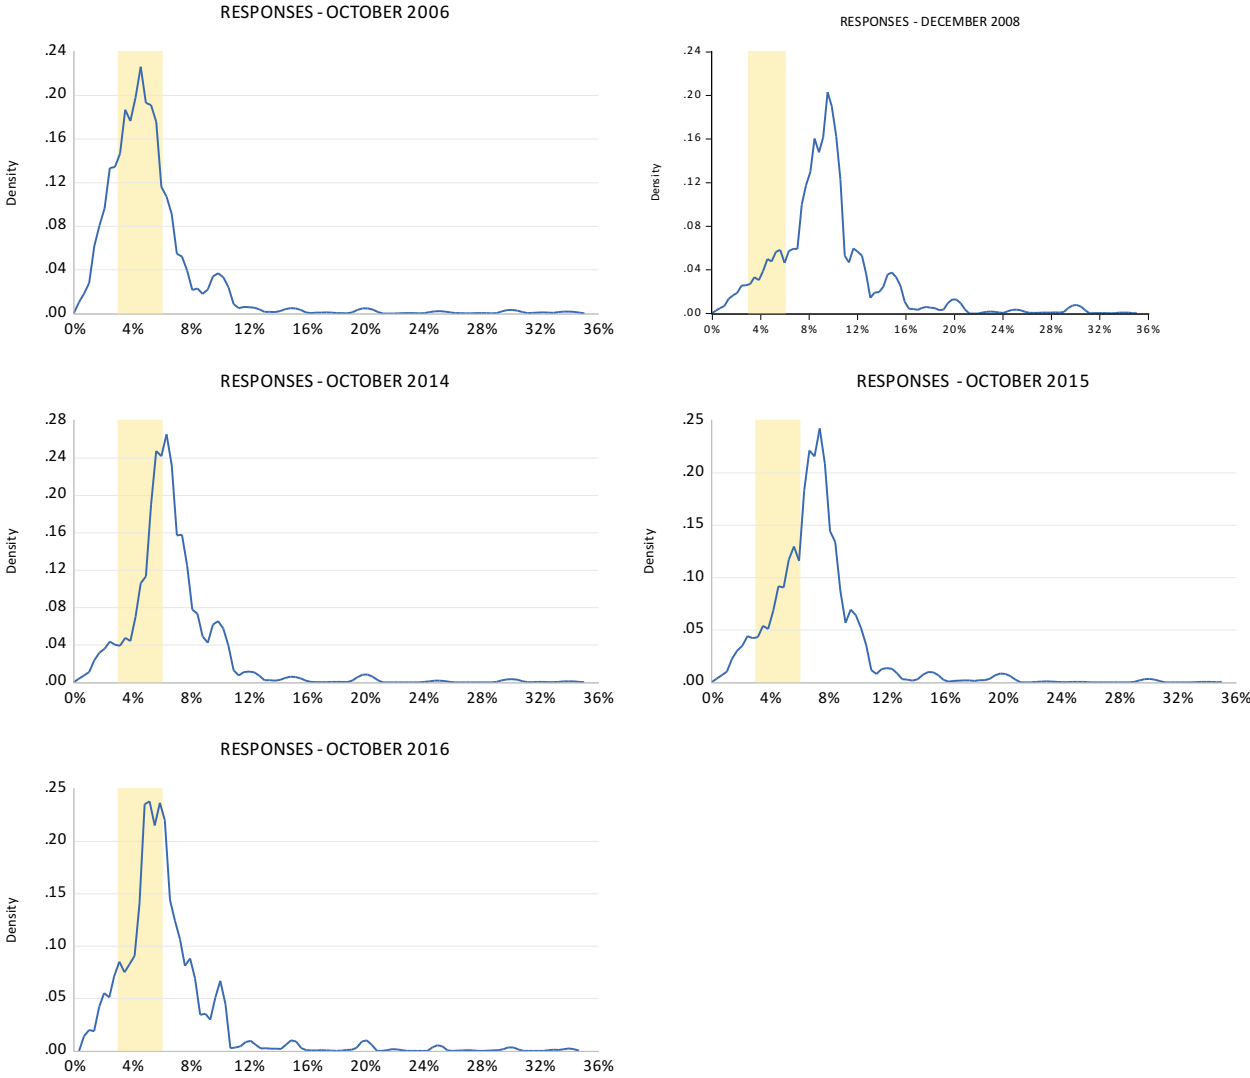 RESPONSES - OCTOBER 2006
.24
.20
.16
.12
.08
.04
.00
Density
0% 4% 8% 12% 16% 20% 24% 28% 32% 36%
RESPONSES - DECEMBER 2008
.24
.20
.16
.12
.08
.04
.00
Density
0% 4% 8% 12% 16% 20% 24% 28% 32% 36%
RESPONSES - OCTOBER 2014
.28
.24
.20
.16
.12
.08
.04
.00
Density
0% 4% 8% 12% 16% 20% 24% 28% 32% 36%
RESPONSES - OCTOBER 2015
.25
.20
.15
.10
.05
.00
Density
0% 4% 8% 12% 16% 20% 24% 28% 32% 36%
RESPONSES - OCTOBER 2016
.25
.20
.15
.10
.05
.00
Density
0% 4% 8% 12% 16% 20% 24% 28% 32% 36%